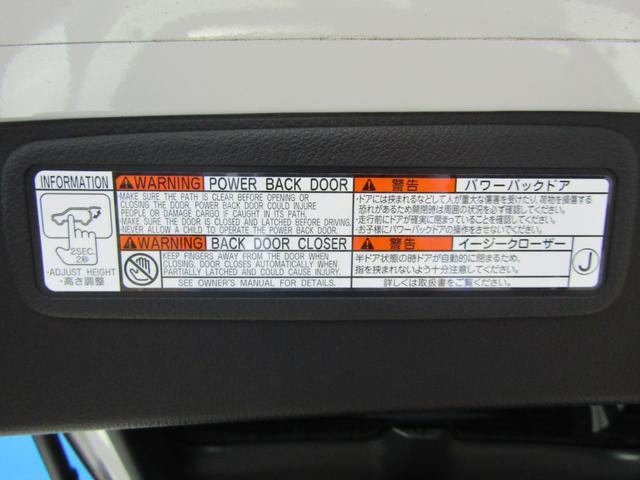 INFORMATION
2SEC.
2秒
・ADJUST HEIGHT
・高さ調整
WARNING POWER BACK DOOR
・MAKE SURE THE PATH IS CLEAR BEFORE OPENING OR
CLOSING THE DOOR. POWER BACK DOOR COULD INJURE
PEOPLE OR DAMAGE CARGO IF CAUGHT IN ITS PATH.
・MAKE SURE THE DOOR IS CLOSED AND LATCHED BEFORE DRIVING.
・NEVER ALLOW A CHILD TO OPERATE THE POWER BACK DOOR.
WARNING BACK DOOR CLOSER
KEEP FINGERS AWAY FROM THE DOOR WHEN
CLOSING. DOOR CLOSES AUTOMATICALLY WHEN
PARTIALLY LATCHED AND COULD CAUSE INJURY.
SEE OWNER'S MANUAL FOR DETAILS.
警告 パワーバックドア
・ドアには挟まれるなどして人が重大な傷害を受けたり、荷物を損傷する
恐れがあるため開閉時は周囲の状況を必ず確認してください。
・走行前にドアが確実に閉まっていることを確認してください。
・お子様にパワーバックドアの操作をさせないでください。
警告 イージークローザー
半ドア状態の時ドアが自動的に閉まるため、
指を挟まれないよう十分注意してください。
詳しくは取扱書をご覧ください。
J